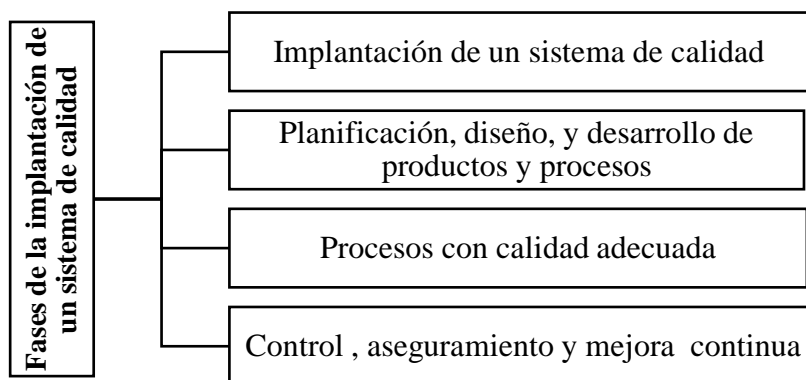 Fases de la implantación de
un sistema de calidad
Implantación de un sistema de calidad
Planificación, diseño, y desarrollo de
productos y procesos
Procesos con calidad adecuada
Control , aseguramiento y mejora  continua